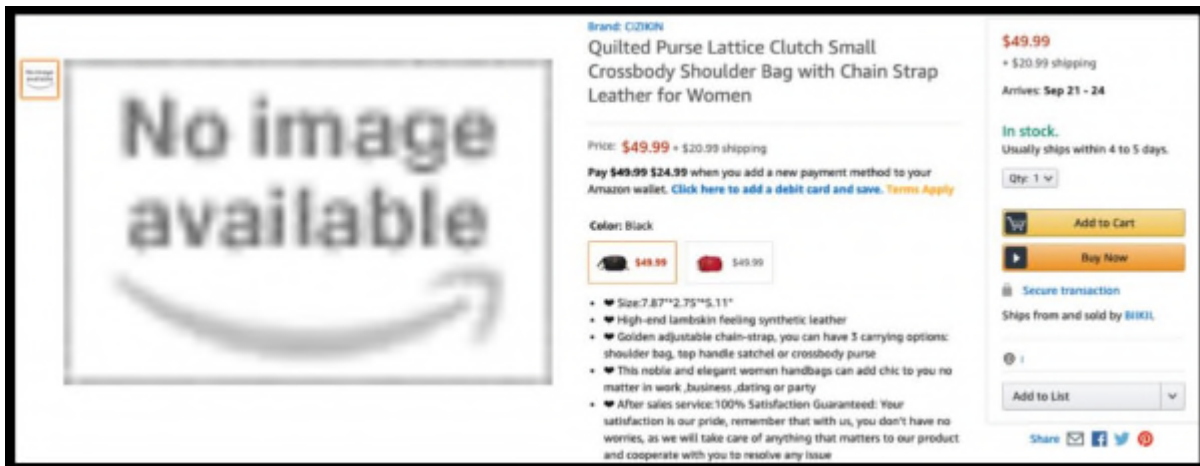 Brand: CIZIKIN
Quilted Purse Lattice Clutch Small
Crossbody Shoulder Bag with Chain Strap
Leather for Women
No image
available
Price: $49.99 + $20.99 shipping
Pay $49.99 $24.99 when you add a new payment method to your
Amazon wallet. Click here to add a debit card and save. Terms Apply
Color: Black
$49.99
$49.99
• ❤ Size:7.87"*2.75"*5.11"
• ❤ High-end lambskin feeling synthetic leather
• ❤ Golden adjustable chain-strap, you can have 3 carrying options:
shoulder bag, top handle satchel or crossbody purse
• ❤ This noble and elegant women handbags can add chic to you no
matter in work ,business ,dating or party
• ❤ After sales service:100% Satisfaction Guaranteed: Your
satisfaction is our pride, remember that with us, you don't have no
worries, as we will take care of anything that matters to our product
and cooperate with you to resolve any issue
$49.99
+ $20.99 shipping
Arrives: Sep 21 - 24
In stock.
Usually ships within 4 to 5 days.
Qty: 1
Add to Cart
Buy Now
Secure transaction
Ships from and sold by
Add to List
Share